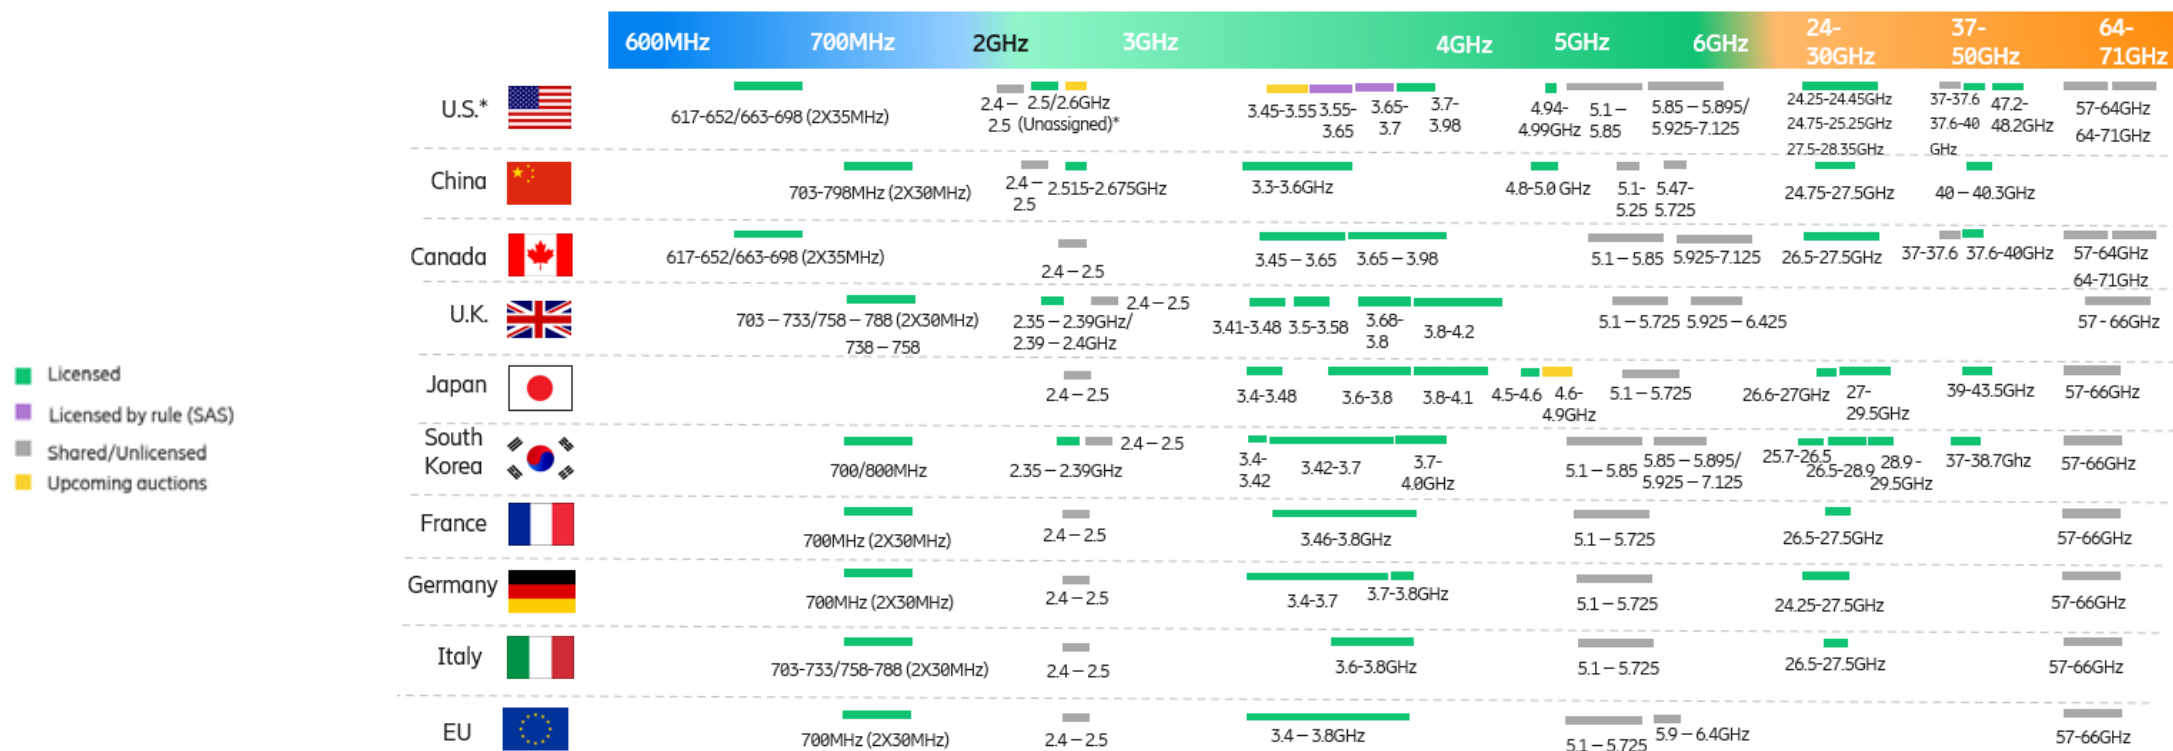 600MHz 700MHz 2GHz 3GHz 4GHz 5GHz 6GHz 24-30GHz 37-50GHz 64-71GHz
U.S.*
617-652/663-698 (2X35MHz)
2.4 – 2.5
2.5/2.6GHz (Unassigned)*
3.45-3.55
3.55-3.65
3.65-3.7
3.7-3.98
4.94-4.99GHz
5.1 – 5.85
5.85 – 5.895/
5.925-7.125
24.25-24.45GHz
24.75-25.25GHz
27.5-28.35GHz
37-37.6
37.6-40 GHz
47.2-48.2GHz
57-64GHz
64-71GHz
China
703-798MHz (2X30MHz)
2.4 – 2.5
2.515-2.675GHz
3.3-3.6GHz
4.8-5.0 GHz
5.1-5.25
5.47-5.725
24.75-27.5GHz
40 – 40.3GHz
Canada
617-652/663-698 (2X35MHz)
2.4 – 2.5
3.45 – 3.65
3.65 – 3.98
5.1 – 5.85
5.925-7.125
26.5-27.5GHz
37-37.6
37.6-40GHz
57-64GHz
64-71GHz
U.K.
703 – 733/758 – 788 (2X30MHz)
738 – 758
2.35 – 2.39GHz/
2.39 – 2.4GHz
2.4 – 2.5
3.41-3.48
3.5-3.58
3.68-3.8
3.8-4.2
5.1 – 5.725
5.925 – 6.425
57 - 66GHz
Licensed
Licensed by rule (SAS)
Shared/Unlicensed
Upcoming auctions
Japan
2.4 – 2.5
3.4-3.48
3.6-3.8
3.8-4.1
4.5-4.6
4.6-4.9GHz
5.1 – 5.725
26.6-27GHz
27-29.5GHz
39-43.5GHz
57-66GHz
South Korea
700/800MHz
2.35 – 2.39GHz
2.4 – 2.5
3.4-3.42
3.42-3.7
3.7-4.0GHz
5.1 – 5.85
5.85 – 5.895/
5.925 – 7.125
25.7-26.5
26.5-28.9
28.9 - 29.5GHz
37-38.7Ghz
57-66GHz
France
700MHz (2X30MHz)
2.4 – 2.5
3.46-3.8GHz
5.1 – 5.725
26.5-27.5GHz
57-66GHz
Germany
700MHz (2X30MHz)
2.4 – 2.5
3.4-3.7
3.7-3.8GHz
5.1 – 5.725
24.25-27.5GHz
57-66GHz
Italy
703-733/758-788 (2X30MHz)
2.4 – 2.5
3.6-3.8GHz
5.1 – 5.725
26.5-27.5GHz
57-66GHz
EU
700MHz (2X30MHz)
2.4 – 2.5
3.4 – 3.8GHz
5.1 – 5.725
5.9 – 6.4GHz
57-66GHz